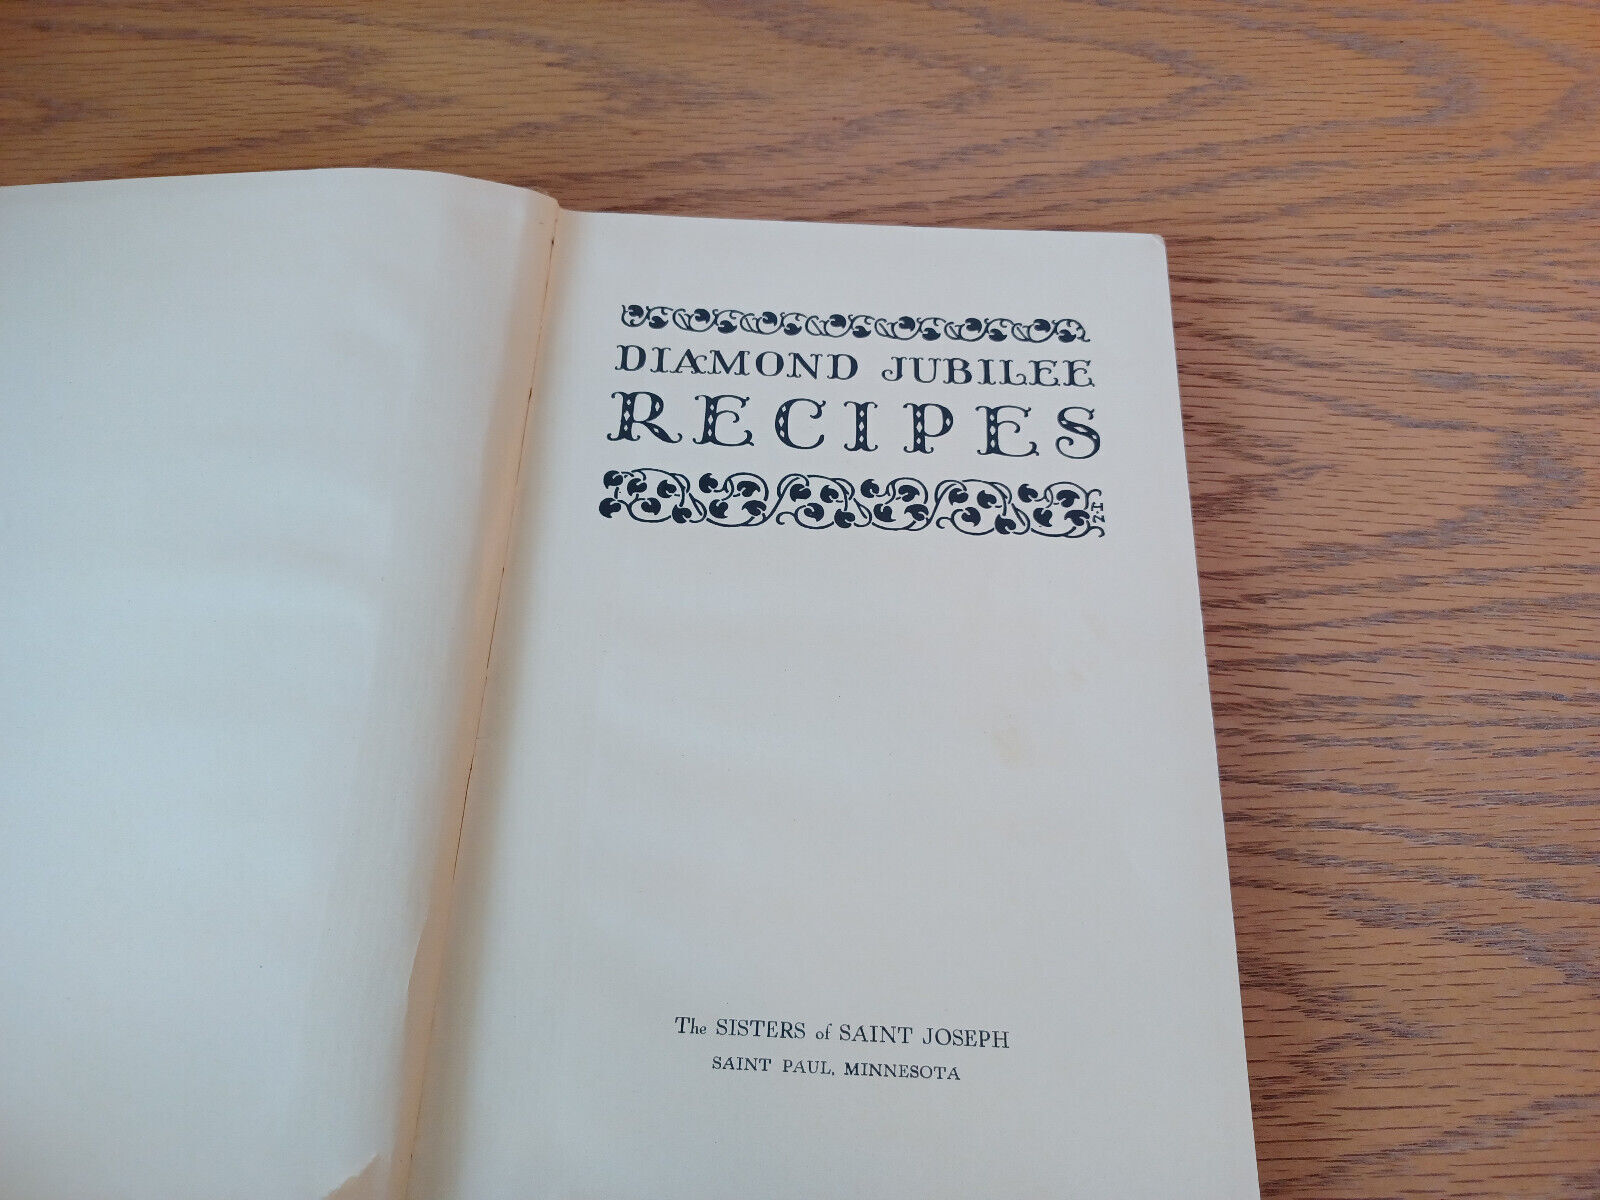 DIAMOND JUBILEE
RECIPES
The SISTERS of SAINT JOSEPH
SAINT PAUL, MINNESOTA